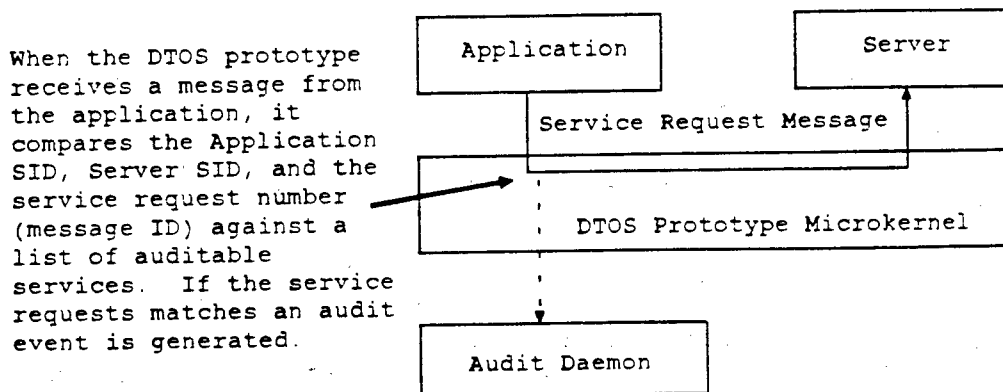 When the DTOS prototype
receives a message from
the application, it
compares the Application
SID, Server SID, and the
service request number
(message ID) against a
list of auditable
services. If the service
requests matches an audit
event is generated.
Application
Server
Service Request Message
DTOS Prototype Microkernel
Audit Daemon